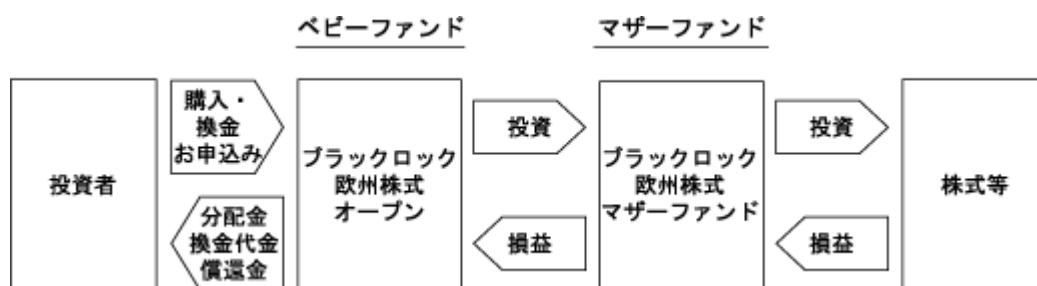 ベビーファンド
マザーファンド
投資者
購入・
換金
お申込み
分配金
換金代金
償還金
ブラックロック
欧州株式
オープン
投資
損益
ブラックロック
欧州株式
マザーファンド
投資
損益
株式等